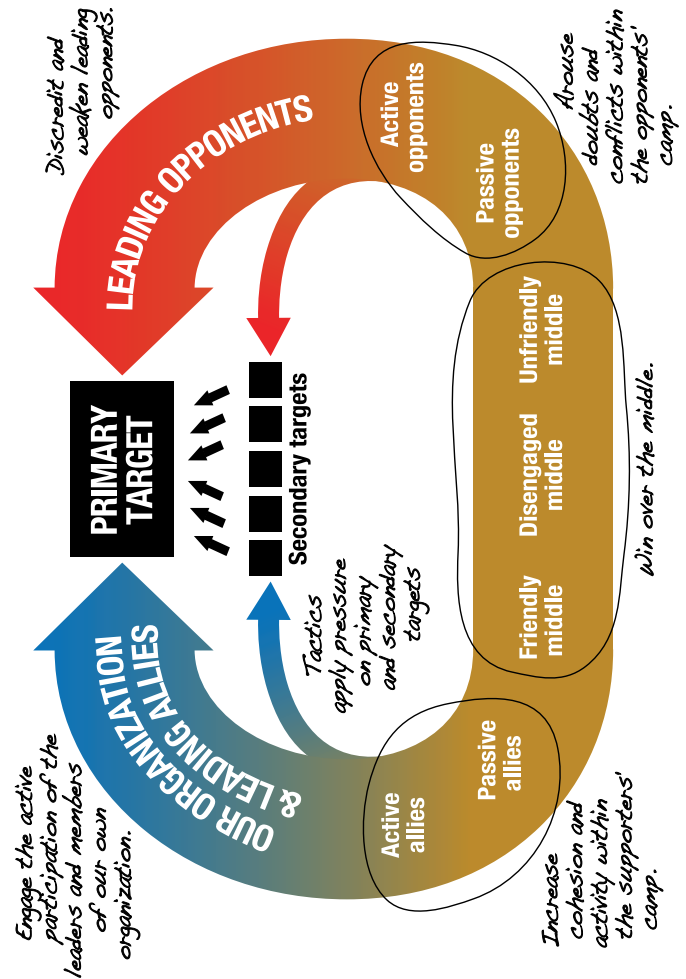 Engage the active
participation of the
leaders and members
of our own
organization.
Discredit and
weaken leading
opponents.
OUR ORGANIZATION
& LEADING ALLIES
PRIMARY
TARGET
LEADING OPPONENTS
Secondary targets
Tactics
apply pressure
on primary
and secondary
targets
Active
allies
Passive
allies
Friendly
middle
Disengaged
middle
Unfriendly
middle
Passive
opponents
Active
opponents
Increase
cohesion and
activity within
the supporters'
camp.
Win over the middle.
Arouse
doubts and
conflicts within
the opponents'
camp.